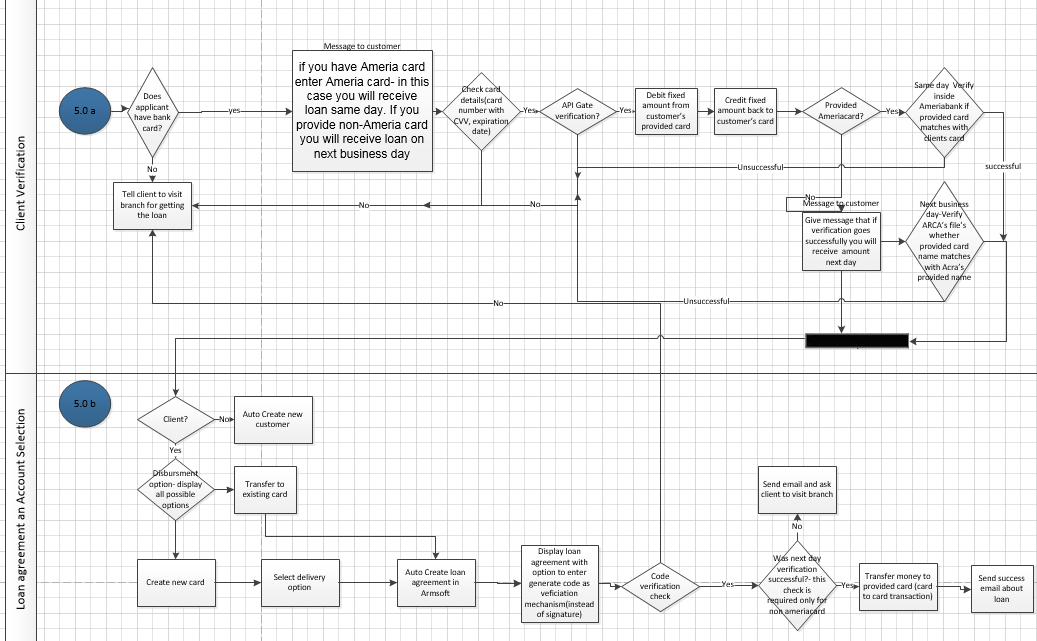 Client Verification
5.0 a
Does
applicant
have bank
card?
yes
No
Tell client to visit
branch for getting
the loan
Message to customer
if you have Ameria card
enter Ameria card- in this
case you will receive
loan same day. If you
provide non-Ameria card
you will receive loan on
next business day
Check card
details(card
number with
CVV, expiration
date)
Yes
No
API Gate
verification?
Yes
No
Debit fixed
amount from
customer's
provided card
Credit fixed
amount back to
customer's card
Provided
Ameriacard?
Yes
No
Same day Verify
inside
Ameriabank if
provided card
matches with
clients card
Unsuccessful
successful
Message to customer
Give message that if
verification goes
successfully you will
receive amount
next day
Next business
day-Verify
ARCA's file's
whether
provided card
name matches
with Acra's
provided name
Unsuccessful
No
Loan agreement an Account Selection
5.0 b
Client?
No
Auto Create new
customer
Yes
Disbursment
option- display
all possible
options
Transfer to
existing card
Create new card
Select delivery
option
Auto Create loan
agreement in
Armsoft
Display loan
agreement with
option to enter
generate code as
veficiation
mechanism(instead
of signature)
Code
verification
check
Yes
Was next day
verification
successful?- this
check is
required only for
non ameriacard
No
Send email and ask
client to visit branch
Yes
Transfer money to
provided card (card
to card transaction)
Send success
email about
loan